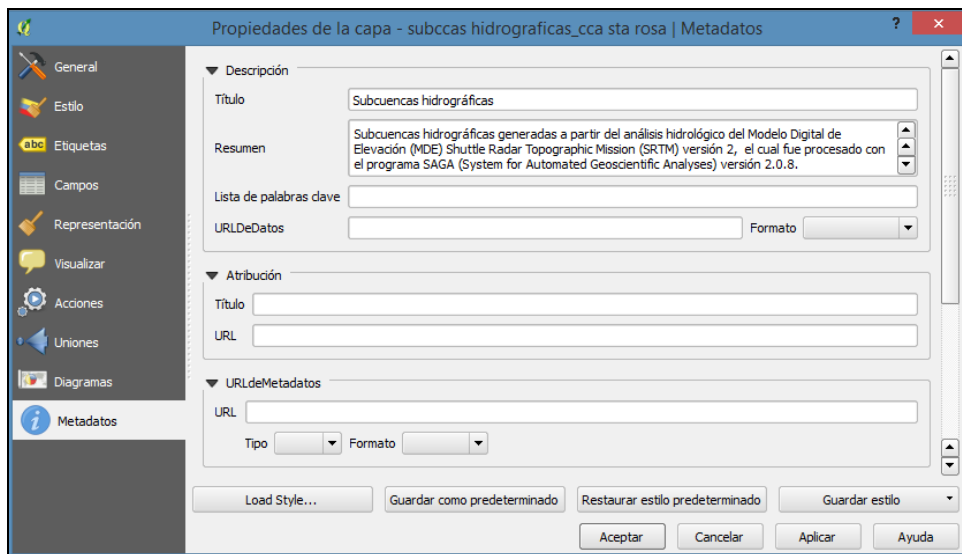 Propiedades de la capa - subccas hidrograficas_cca sta rosa | Metadatos
?
General
Estilo
abc Etiquetas
Campos
Representación
Visualizar
Acciones
Uniones
Diagramas
Metadatos
Descripción
Título Subcuencas hidrográficas
Resumen
Subcuencas hidrográficas generadas a partir del análisis hidrológico del Modelo Digital de
Elevación (MDE) Shuttle Radar Topographic Mission (SRTM) versión 2, el cual fue procesado con
el programa SAGA (System for Automated Geoscientific Analyses) versión 2.0.8.
Lista de palabras clave
URLDeDatos Formato
Atribución
Título
URL
URLdeMetadatos
URL
Tipo Formato
Load Style... Guardar como predeterminado Restaurar estilo predeterminado Guardar estilo
Aceptar Cancelar Aplicar Ayuda